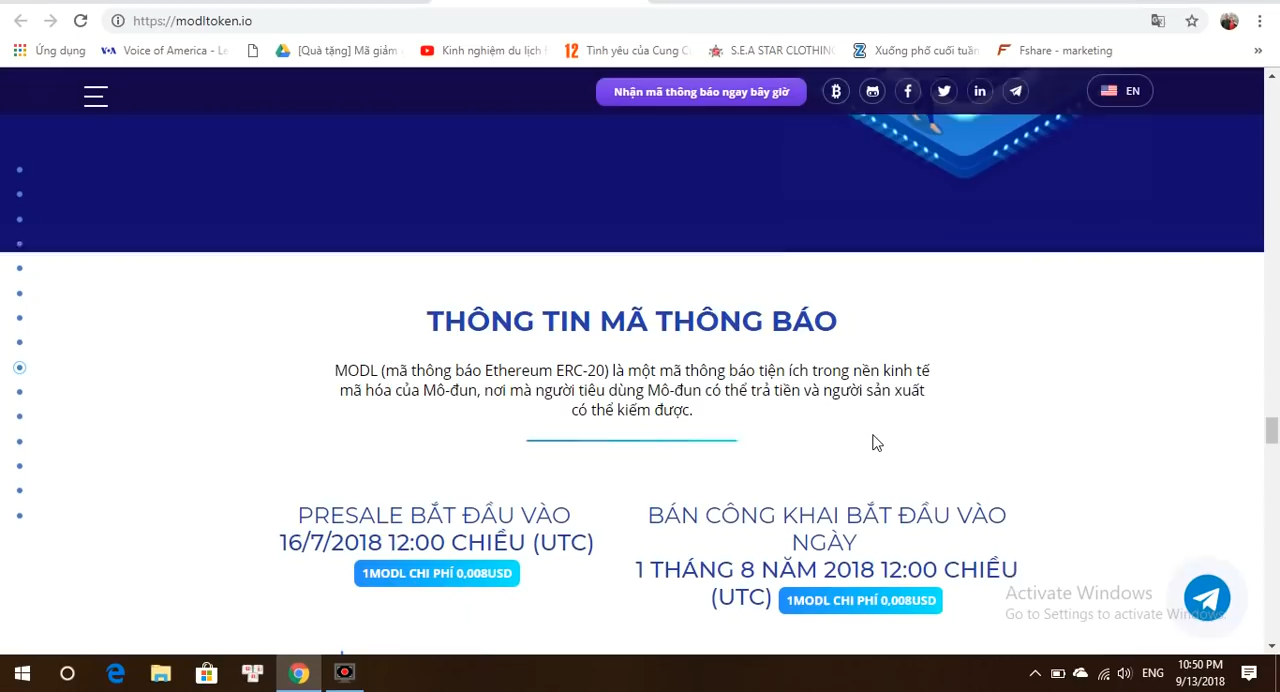 https://modltoken.io
Ứng dụng
Voice of America - Le
[Quà tặng] Mã giảm
Kinh nghiệm du lịch
12 Tình yêu của Cung
S.E.A STAR CLOTHING
Xuống phố cuối tuần
Fshare - marketing
»
Nhận mã thông báo ngay bây giờ
EN
THÔNG TIN MÃ THÔNG BÁO
MODL (mã thông báo Ethereum ERC-20) là một mã thông báo tiện ích trong nền kinh tế
mã hóa của Mô-đun, nơi mà người tiêu dùng Mô-đun có thể trả tiền và người sản xuất
có thể kiếm được.
PRESALE BẮT ĐẦU VÀO
16/7/2018 12:00 CHIỀU (UTC)
1MODL CHI PHÍ 0,008USD
BÁN CÔNG KHAI BẮT ĐẦU VÀO
NGÀY
1 THÁNG 8 NĂM 2018 12:00 CHIỀU
(UTC) 1MODL CHI PHÍ 0,008USD
Activate Windows
Go to Settings to activate Windows.
ENG
10:50 PM
9/13/2018